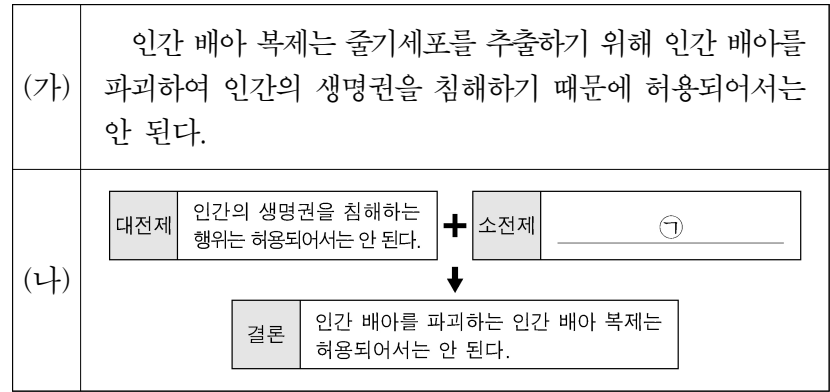 (가)
인간 배아 복제는 줄기세포를 추출하기 위해 인간 배아를
파괴하여 인간의 생명권을 침해하기 때문에 허용되어서는
안 된다.
(나)
대전제
인간의 생명권을 침해하는
행위는 허용되어서는 안 된다.
+
소전제
㉠
결론
인간 배아를 파괴하는 인간 배아 복제는
허용되어서는 안 된다.